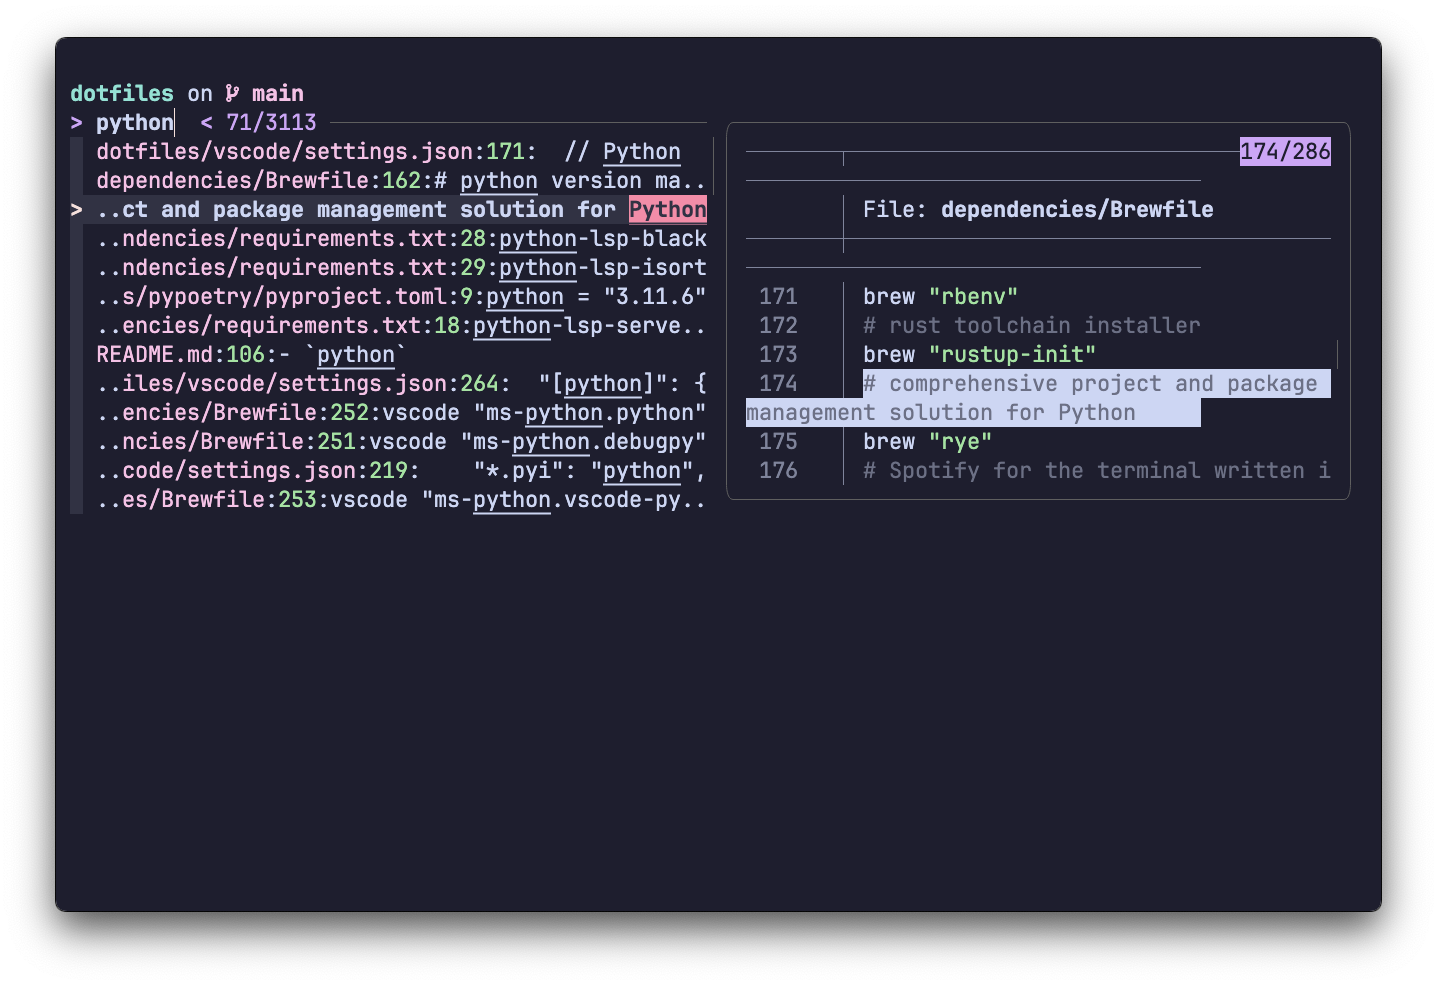 dotfiles on main
> python < 71/3113
dotfiles/vscode/settings.json:171:  // Python
dependencies/Brewfile:162:# python version ma..
> ..ct and package management solution for Python
..ndencies/requirements.txt:28:python-lsp-black
..ndencies/requirements.txt:29:python-lsp-isort
..s/pypoetry/pyproject.toml:9:python = "3.11.6"
..encies/requirements.txt:18:python-lsp-serve..
README.md:106:- `python`
..iles/vscode/settings.json:264:  "[python]": {
..encies/Brewfile:252:vscode "ms-python.python"
..ncies/Brewfile:251:vscode "ms-python.debugpy"
..code/settings.json:219:    "*.pyi": "python",
..es/Brewfile:253:vscode "ms-python.vscode-py..
174/286
File: dependencies/Brewfile
171 brew "rbenv"
172 # rust toolchain installer
173 brew "rustup-init"
174 # comprehensive project and package
management solution for Python
175 brew "rye"
176 # Spotify for the terminal written i